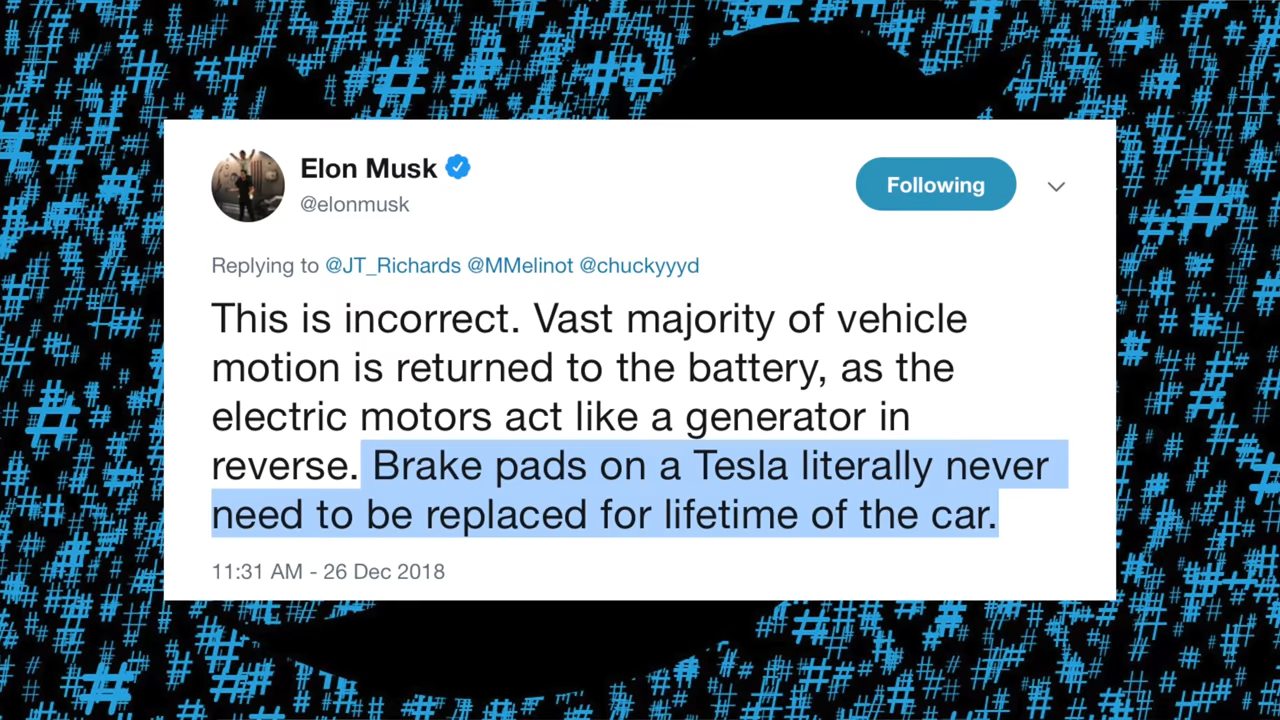 Elon Musk
@elonmusk
Following
Replying to @JT_Richards @MMelinot @chuckyyyd
This is incorrect. Vast majority of vehicle
motion is returned to the battery, as the
electric motors act like a generator in
reverse. Brake pads on a Tesla literally never
need to be replaced for lifetime of the car.
11:31 AM - 26 Dec 2018